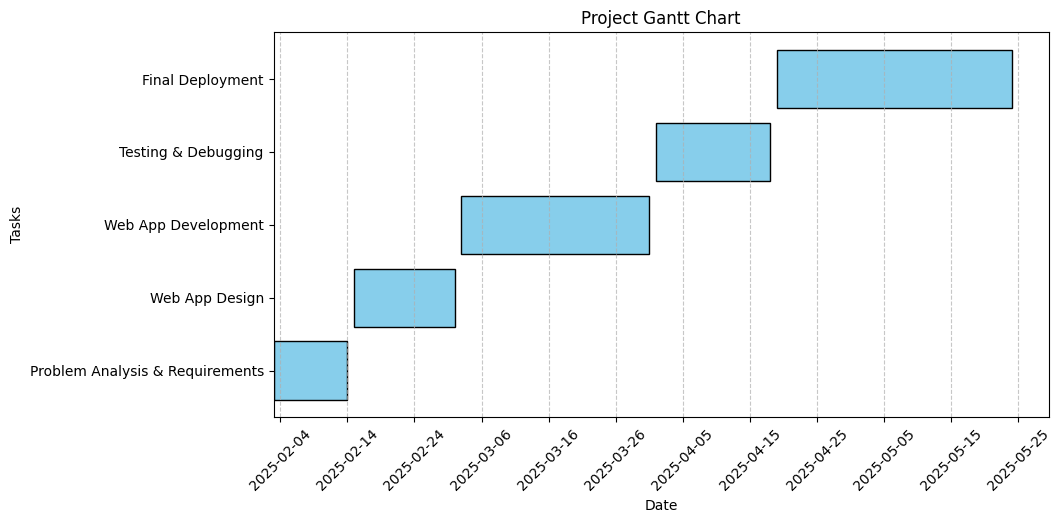 Project Gantt Chart
Tasks
Final Deployment
Testing & Debugging
Web App Development
Web App Design
Problem Analysis & Requirements
2025-02-04
2025-02-14
2025-02-24
2025-03-06
2025-03-16
2025-03-26
2025-04-05
2025-04-15
2025-04-25
2025-05-05
2025-05-15
2025-05-25
Date